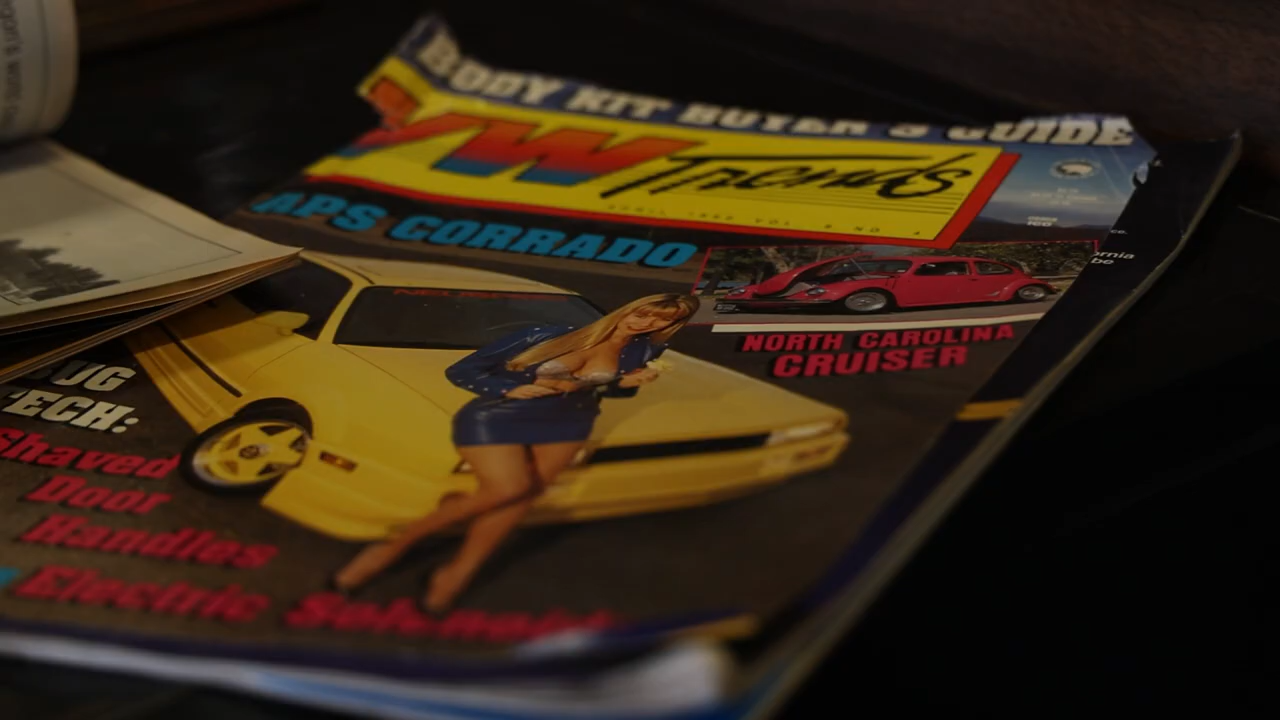 BODY KIT BUYER'S GUIDE
VW Trends
APS CORRADO
NORTH CAROLINA
CRUISER
BUG
TECH:
Shaved
Door
Handles
Electric